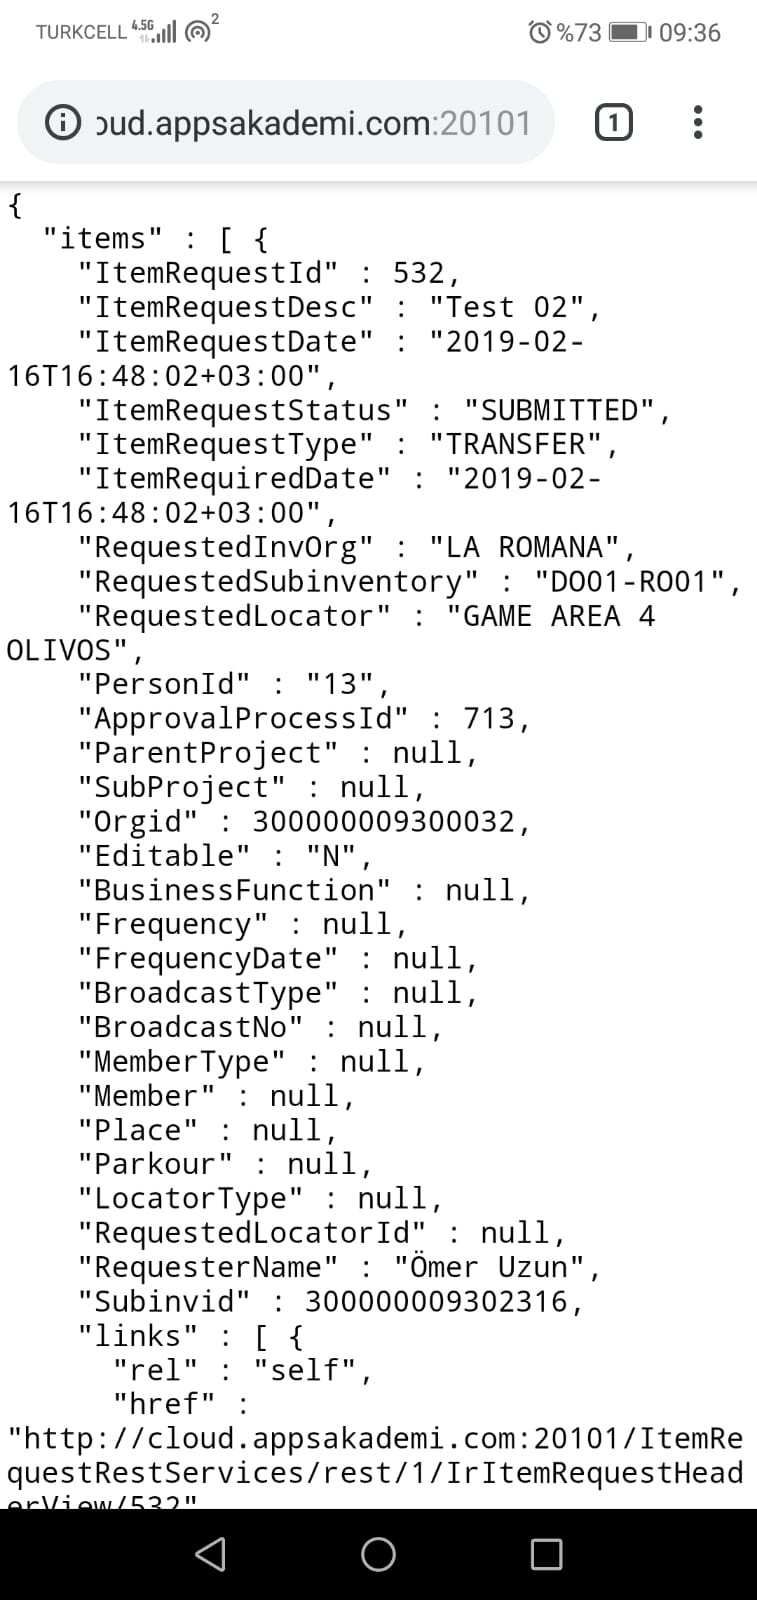 TURKCELL 4.5G 2 %73 09:36
oud.appsakademi.com:20101 1
{
"items" : [ {
"ItemRequestId" : 532,
"ItemRequestDesc" : "Test 02",
"ItemRequestDate" : "2019-02-
16T16:48:02+03:00",
"ItemRequestStatus" : "SUBMITTED",
"ItemRequestType" : "TRANSFER",
"ItemRequiredDate" : "2019-02-
16T16:48:02+03:00",
"RequestedInvOrg" : "LA ROMANA",
"RequestedSubinventory" : "DO01-RO01",
"RequestedLocator" : "GAME AREA 4
OLIVOS",
"PersonId" : "13",
"ApprovalProcessId" : 713,
"ParentProject" : null,
"SubProject" : null,
"Orgid" : 300000009300032,
"Editable" : "N",
"BusinessFunction" : null,
"Frequency" : null,
"FrequencyDate" : null,
"BroadcastType" : null,
"BroadcastNo" : null,
"MemberType" : null,
"Member" : null,
"Place" : null,
"Parkour" : null,
"LocatorType" : null,
"RequestedLocatorId" : null,
"RequesterName" : "Ömer Uzun",
"Subinvid" : 300000009302316,
"links" : [ {
"rel" : "self",
"href" :
"http://cloud.appsakademi.com:20101/ItemRe
questRestServices/rest/1/IrItemRequestHead
erView/532"